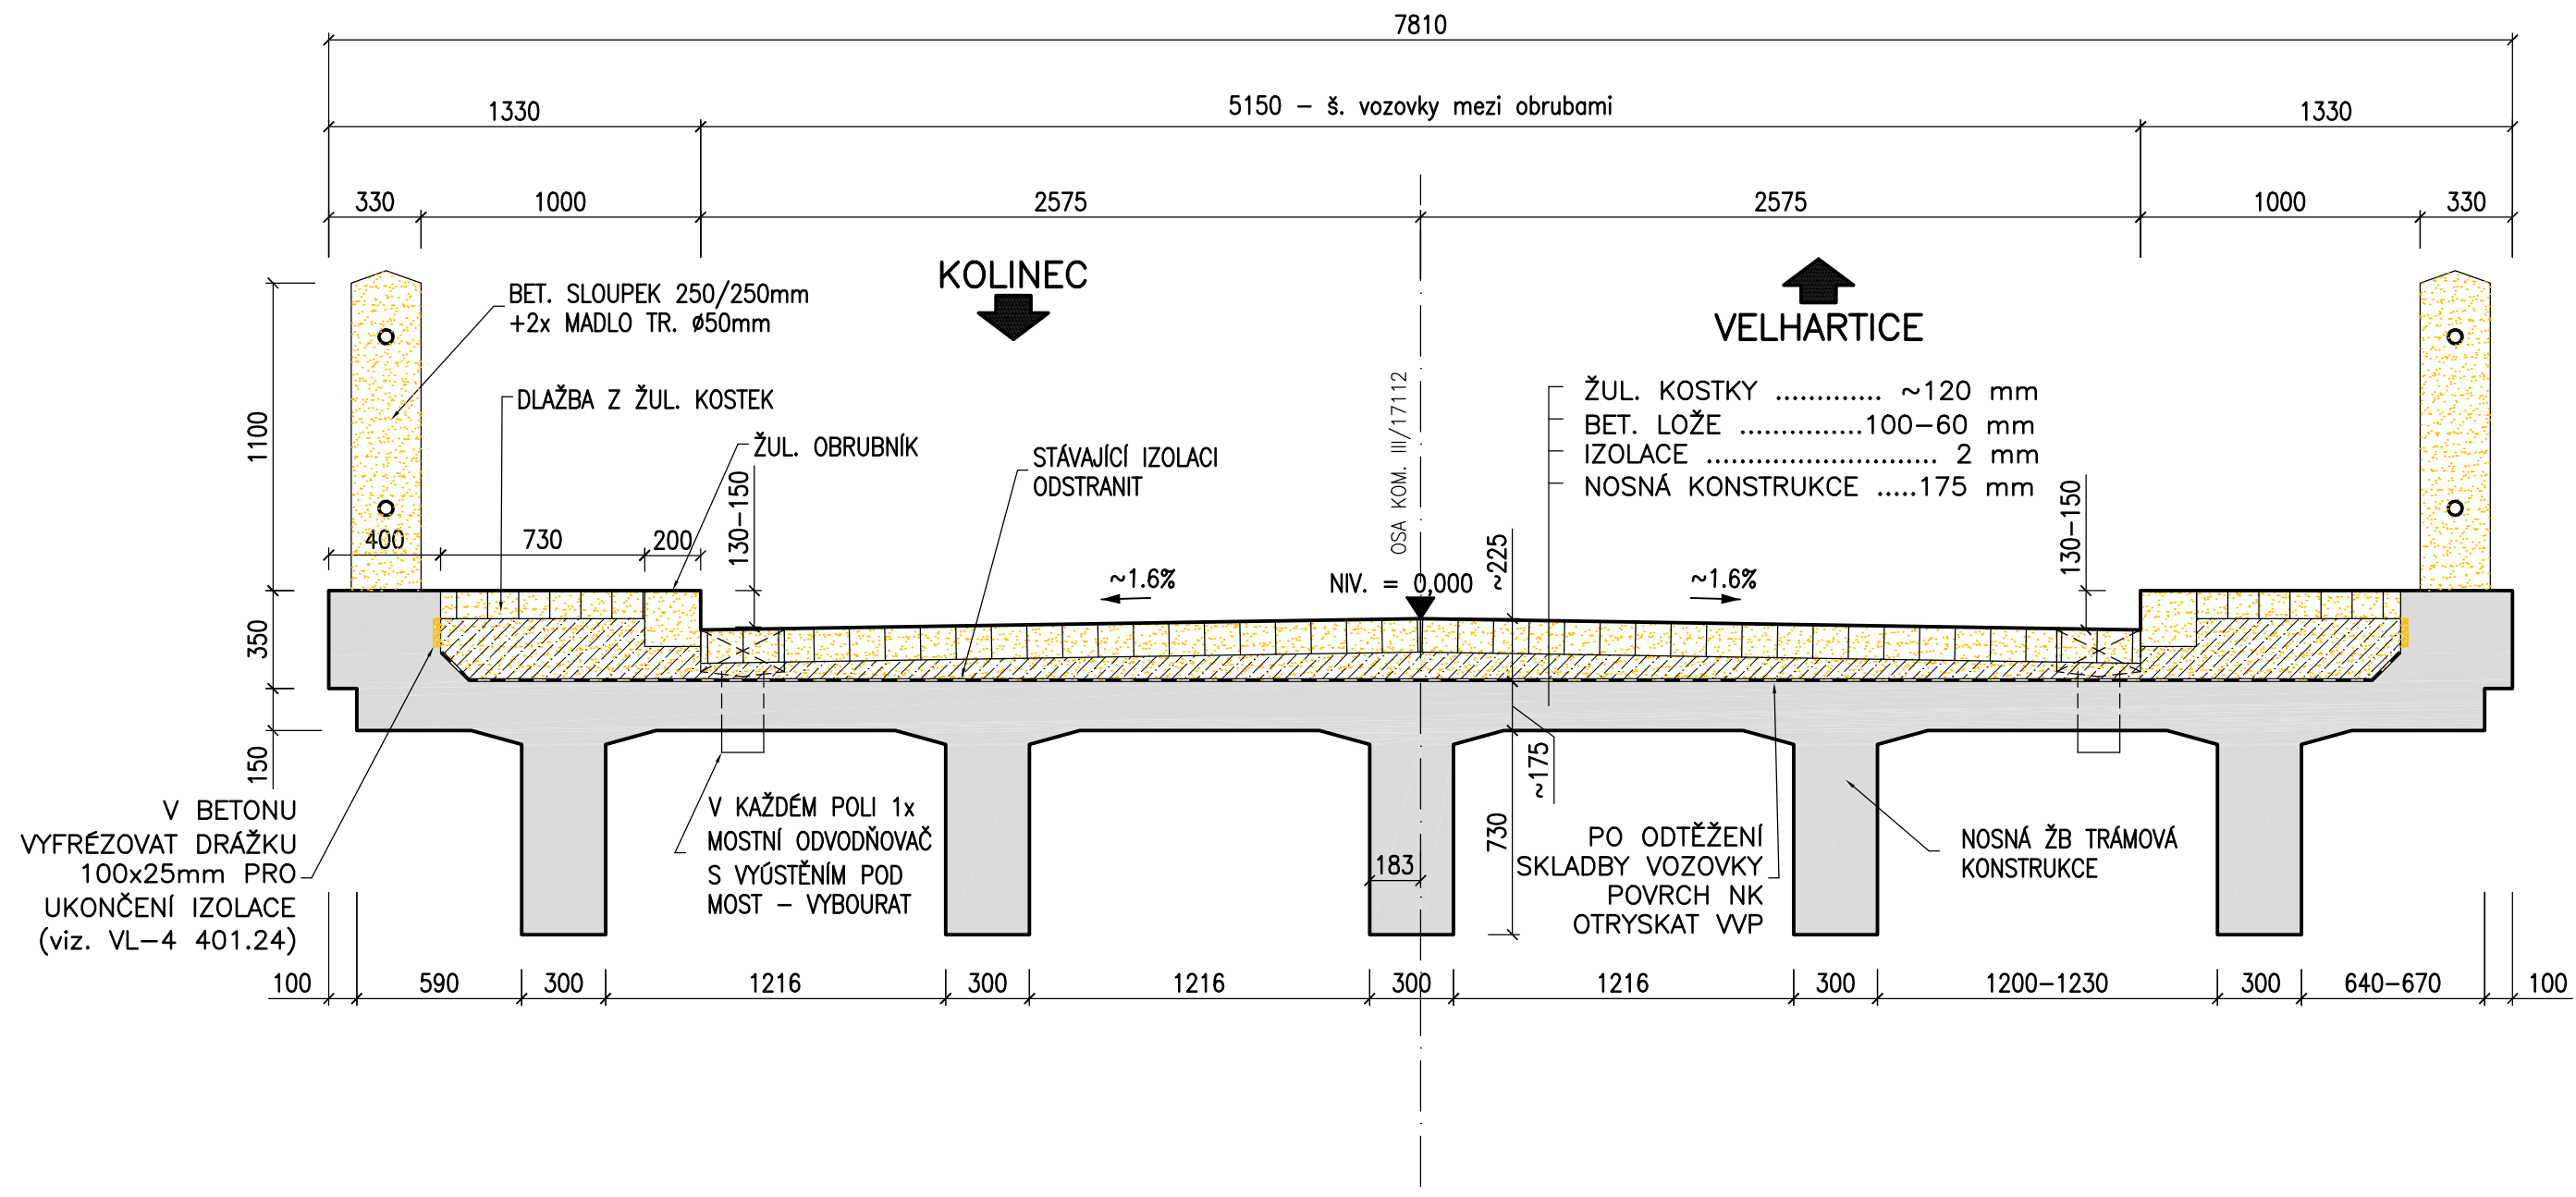 7810
1330
5150 – š. vozovky mezi obrubami
1330
330
1000
2575
2575
1000
330
KOLINEC
VELHARTICE
BET. SLOUPEK 250/250mm
+2x MADLO TR. ø50mm
DLAŽBA Z ŽUL. KOSTEK
ŽUL. OBRUBNÍK
STÁVAJÍCÍ IZOLACI
ODSTRANIT
OSA KOM. III/17112
ŽUL. KOSTKY ............. ~120 mm
BET. LOŽE ...............100–60 mm
IZOLACE ............................ 2 mm
NOSNÁ KONSTRUKCE .....175 mm
1100
350
150
400
730
200
130–150
130–150
~1.6%
NIV. = 0,000
~225
~1.6%
~175
730
183
V BETONU
VYFRÉZOVAT DRÁŽKU
100x25mm PRO
UKONČENÍ IZOLACE
(viz. VL–4 401.24)
V KAŽDÉM POLI 1x
MOSTNÍ ODVODŇOVAČ
S VYÚSTĚNÍM POD
MOST – VYBOURAT
PO ODTĚŽENÍ
SKLADBY VOZOVKY
POVRCH NK
OTRYSKAT VVP
NOSNÁ ŽB TRÁMOVÁ
KONSTRUKCE
100
590
300
1216
300
1216
300
1216
300
1200–1230
300
640–670
100